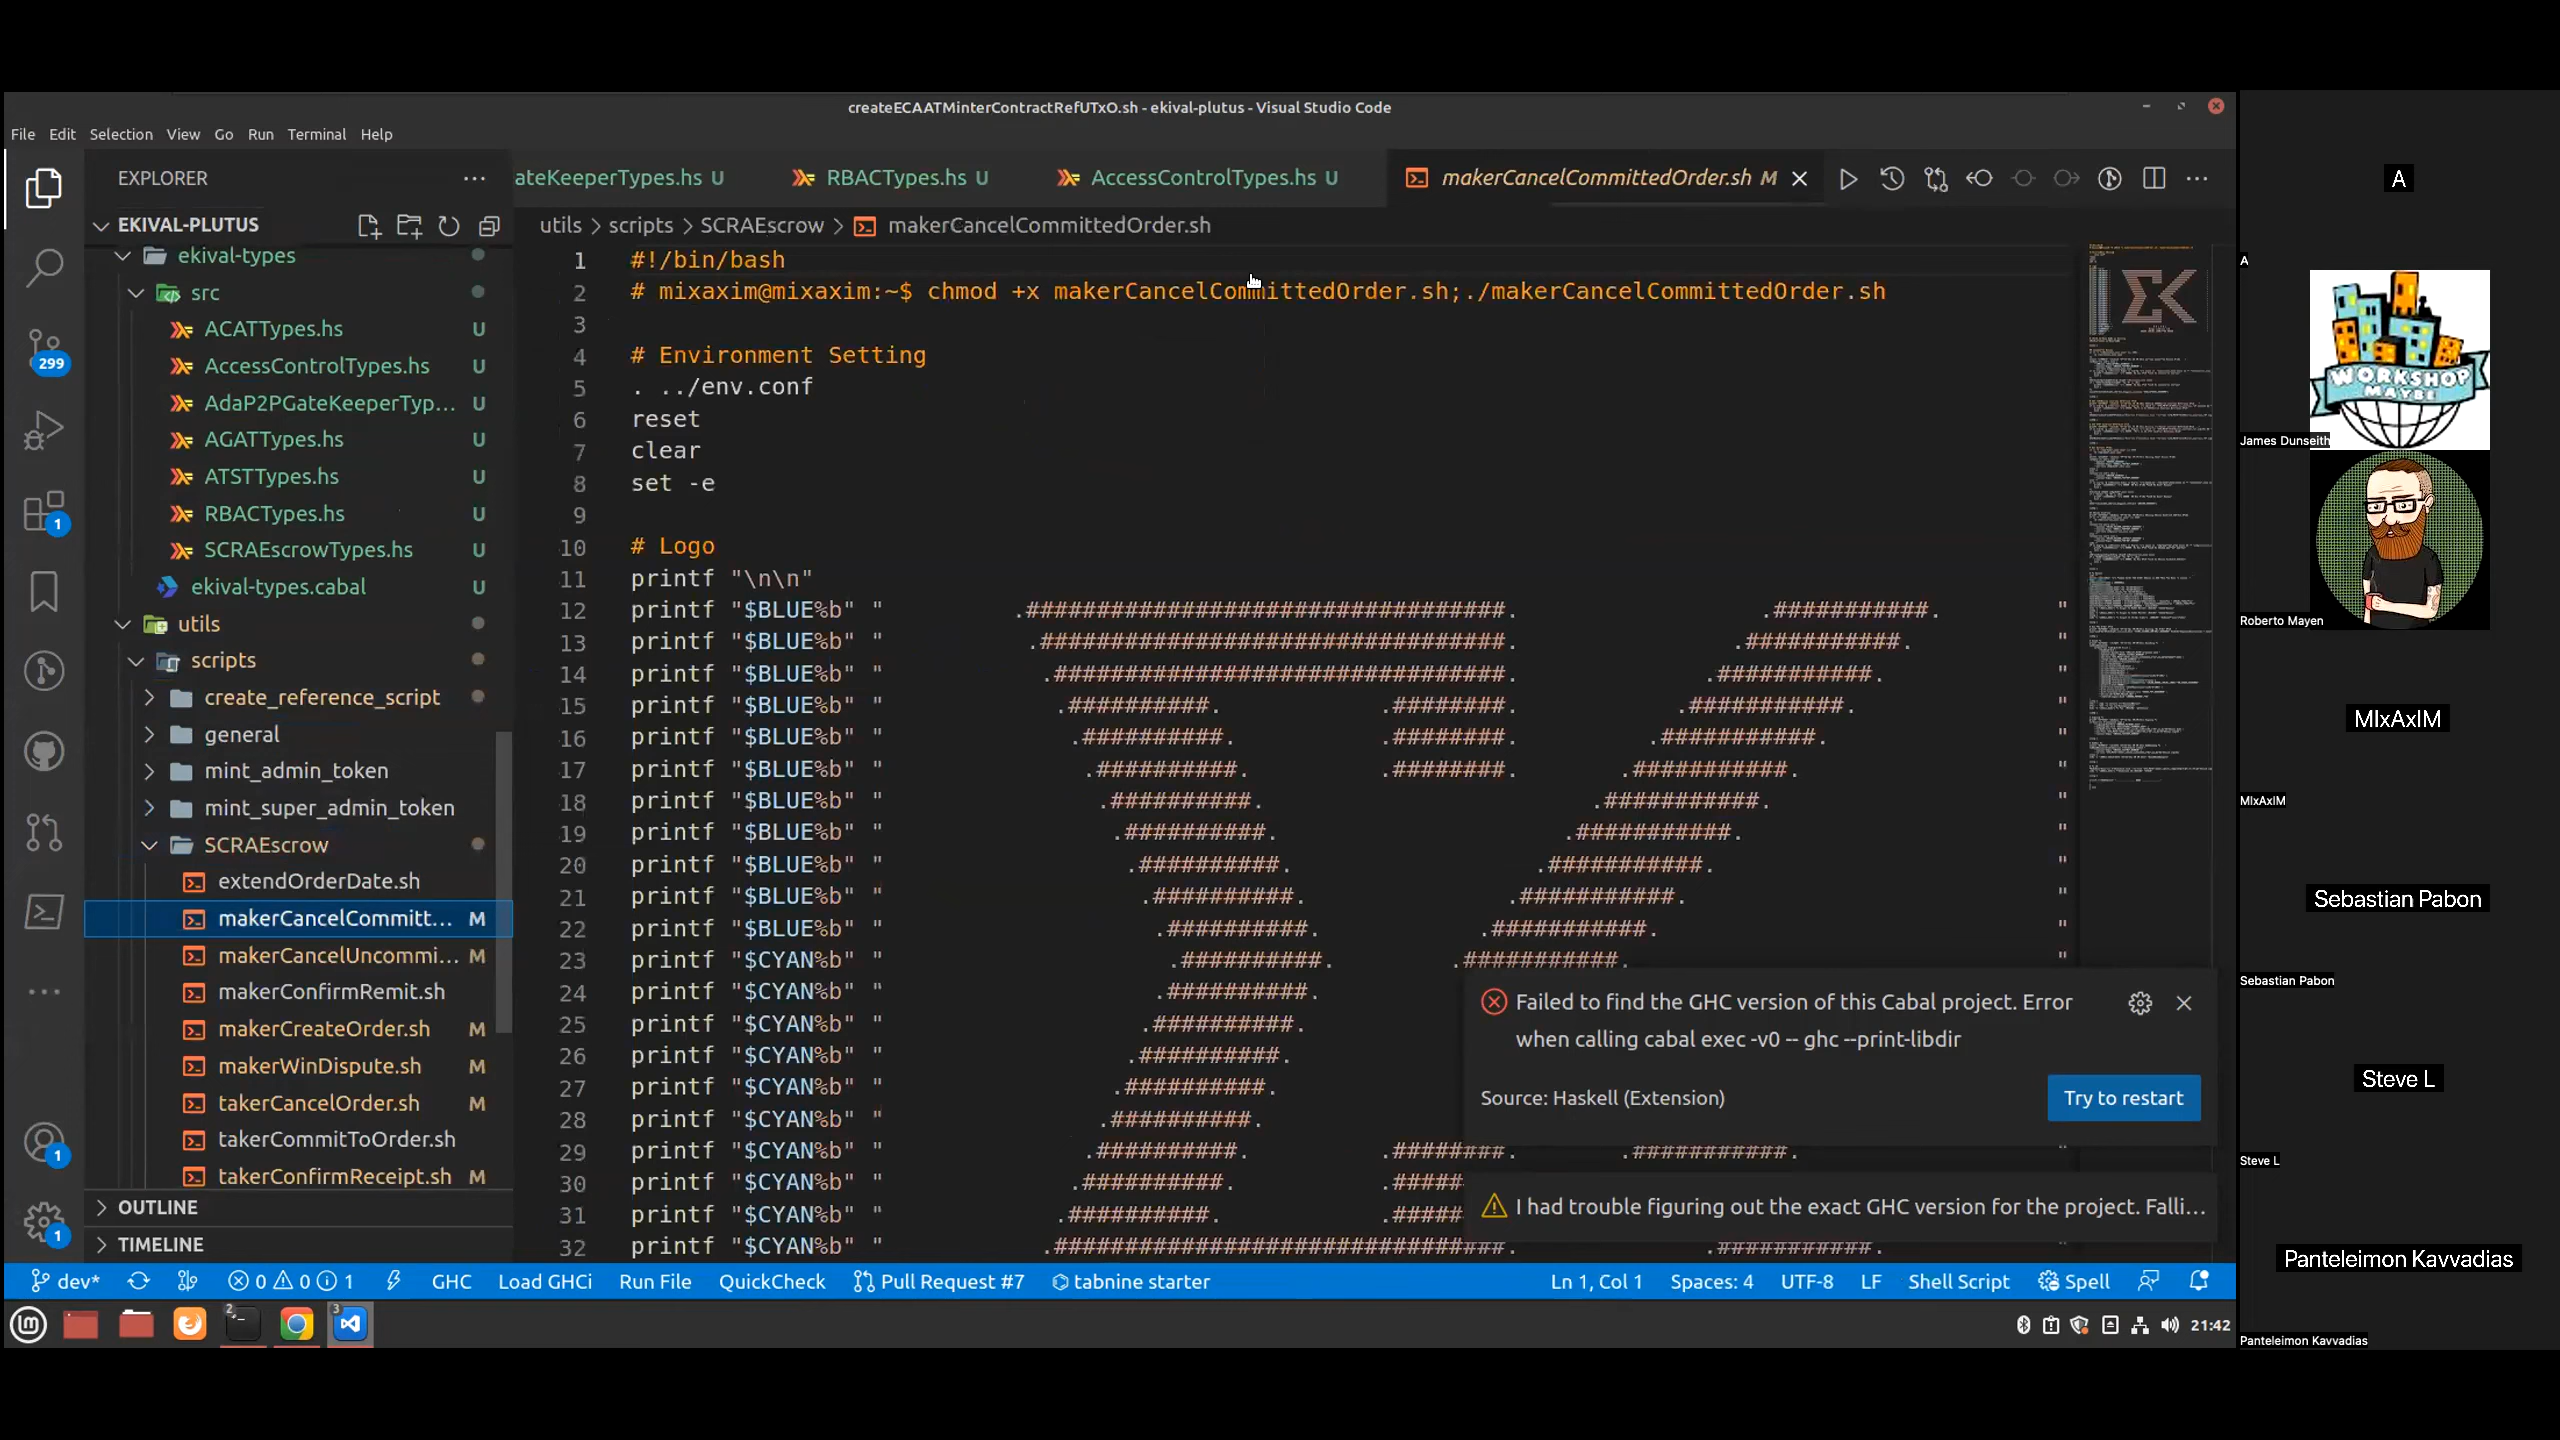 createECAATMinterContractRefUTxO.sh - ekival-plutus - Visual Studio Code
File Edit Selection View Go Run Terminal Help
EXPLORER
EKIVAL-PLUTUS
ekival-types
src
ACATTypes.hs U
AccessControlTypes.hs U
AdaP2PGateKeeperTyp... U
AGATTypes.hs U
ATSTTypes.hs U
RBACTypes.hs U
SCRAEscrowTypes.hs U
ekival-types.cabal U
utils
scripts
create_reference_script
general
mint_admin_token
mint_super_admin_token
SCRAEscrow
extendOrderDate.sh
makerCancelCommitt... M
makerCancelUncommi... M
makerConfirmRemit.sh
makerCreateOrder.sh M
makerWinDispute.sh M
takerCancelOrder.sh M
takerCommitToOrder.sh
takerConfirmReceipt.sh M
OUTLINE
TIMELINE
299
1
1
1
ateKeeperTypes.hs U RBACTypes.hs U AccessControlTypes.hs U makerCancelCommittedOrder.sh M
utils > scripts > SCRAEscrow > makerCancelCommittedOrder.sh
1 #!/bin/bash
2 # mixaxim@mixaxim:~$ chmod +x makerCancelCommittedOrder.sh;./makerCancelCommittedOrder.sh
3
4 # Environment Setting
5 . ../env.conf
6 reset
7 clear
8 set -e
9
10 # Logo
11 printf "\n\n"
12 printf "$BLUE%b" " .##################################. .###########. "
13 printf "$BLUE%b" " .#################################. .###########. "
14 printf "$BLUE%b" " .################################. .###########. "
15 printf "$BLUE%b" " .##########. .########. .###########. "
16 printf "$BLUE%b" " .##########. .########. .###########. "
17 printf "$BLUE%b" " .##########. .########. .###########. "
18 printf "$BLUE%b" " .##########. .###########. "
19 printf "$BLUE%b" " .##########. .###########. "
20 printf "$BLUE%b" " .##########. .###########. "
21 printf "$BLUE%b" " .##########. .###########. "
22 printf "$BLUE%b" " .##########. .###########. "
23 printf "$CYAN%b" " .##########. .###########. "
24 printf "$CYAN%b" " .##########.
25 printf "$CYAN%b" " .##########.
26 printf "$CYAN%b" " .##########.
27 printf "$CYAN%b" " .##########.
28 printf "$CYAN%b" " .##########.
29 printf "$CYAN%b" " .##########. .########. .###########.
30 printf "$CYAN%b" " .##########. .####
31 printf "$CYAN%b" " .##########. .####
32 printf "$CYAN%b" " .################################. .###########.
Failed to find the GHC version of this Cabal project. Error
when calling cabal exec -v0 -- ghc --print-libdir
Source: Haskell (Extension)
Try to restart
I had trouble figuring out the exact GHC version for the project. Falli...
dev* 0 0 1 GHC Load GHCi Run File QuickCheck Pull Request #7 tabnine starter Ln 1, Col 1 Spaces: 4 UTF-8 LF Shell Script Spell
2 3 21:42
A
A
WORKSHOP
MAYBE
James Dunseith
Roberto Mayen
MIxAxIM
MIxAxIM
Sebastian Pabon
Sebastian Pabon
Steve L
Steve L
Panteleimon Kavvadias
Panteleimon Kavvadias